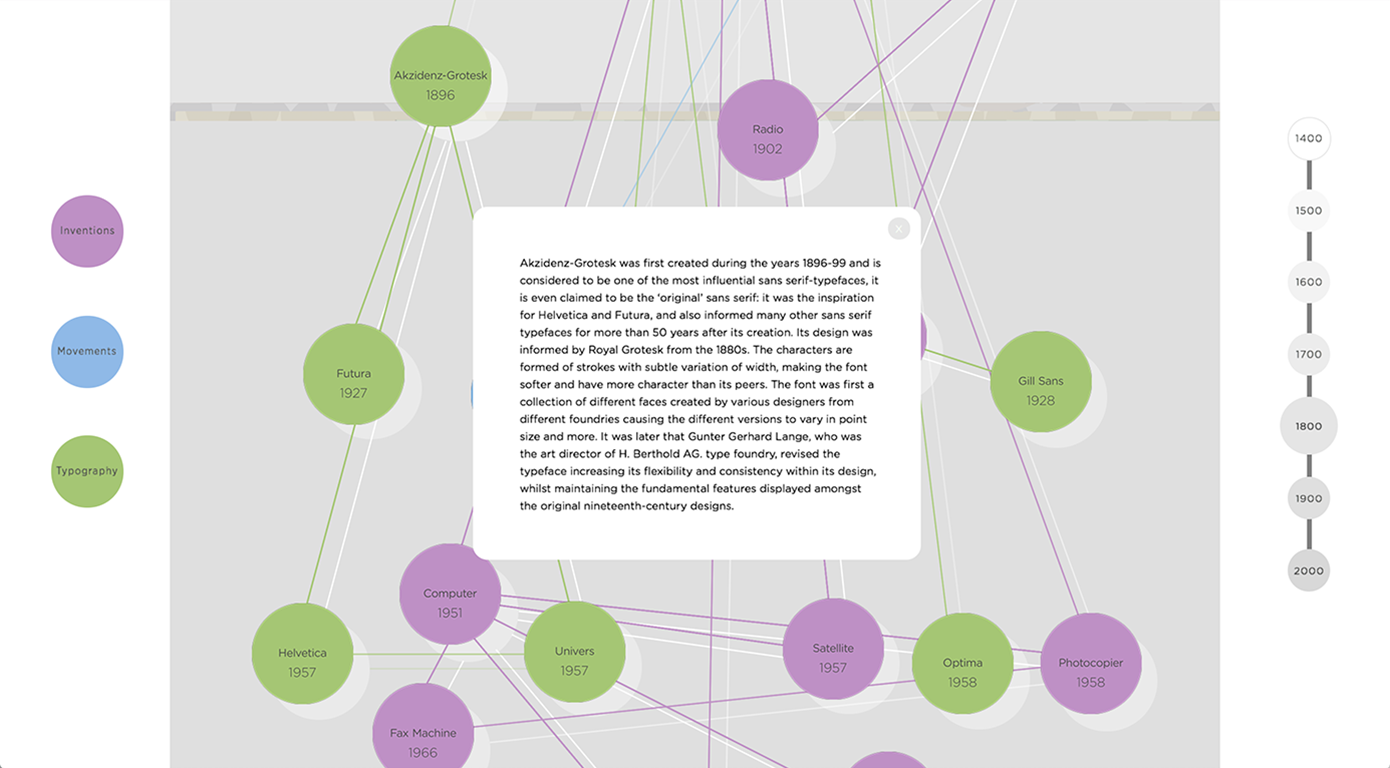 Akzidenz-Grotesk
1896
Radio
1902
Inventions
Movements
Typography
X
Akzidenz-Grotesk was first created during the years 1896-99 and is
considered to be one of the most influential sans serif-typefaces, it
is even claimed to be the ‘original’ sans serif: it was the inspiration
for Helvetica and Futura, and also informed many other sans serif
typefaces for more than 50 years after its creation. Its design was
informed by Royal Grotesk from the 1880s. The characters are
formed of strokes with subtle variation of width, making the font
softer and have more character than its peers. The font was first a
collection of different faces created by various designers from
different foundries causing the different versions to vary in point
size and more. It was later that Gunter Gerhard Lange, who was
the art director of H. Berthold AG. type foundry, revised the
typeface increasing its flexibility and consistency within its design,
whilst maintaining the fundamental features displayed amongst
the original nineteenth-century designs.
Futura
1927
Gill Sans
1928
Computer
1951
Helvetica
1957
Univers
1957
Satellite
1957
Optima
1958
Photocopier
1958
Fax Machine
1966
1400
1500
1600
1700
1800
1900
2000